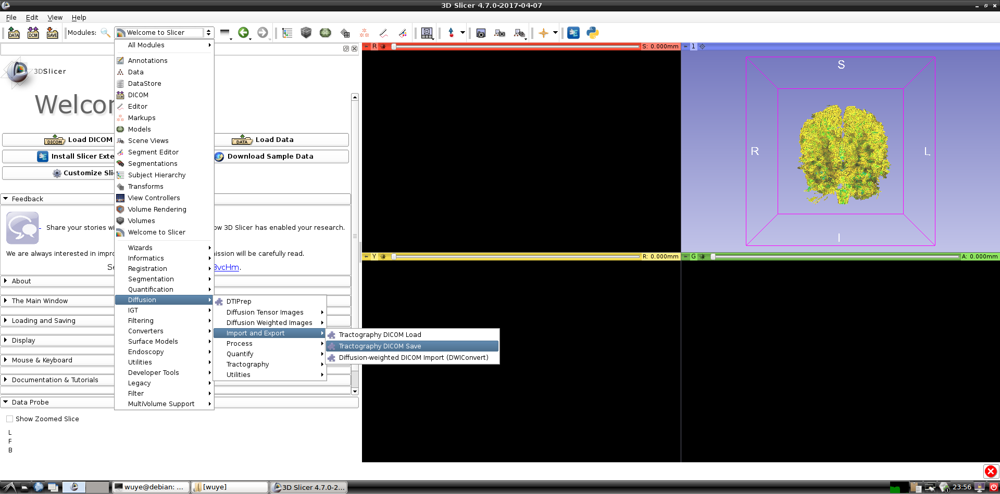 3D Slicer 4.7.0-2017-04-07
File Edit View Help
DATA DCM SAVE Modules: Welcome to Slicer
R S: 0.000mm
1
3DSlicer
Welcor
Load DICOM
DATA Load Data
Install Slicer Exte
Download Sample Data
Customize Slic
Feedback
Share your stories wi
ow 3D Slicer has enabled your research.
We are always interested in impro
ission will be carefully read.
Se
3vcHm.
About
The Main Window
Loading and Saving
Display
Mouse & Keyboard
Documentation & Tutorials
Data Probe
Show Zoomed Slice
L
F
B
All Modules
Annotations
Data
DataStore
DICOM
Editor
Markups
Models
Scene Views
Segment Editor
Segmentations
Subject Hierarchy
Transforms
View Controllers
Volume Rendering
Volumes
Welcome to Slicer
Wizards
Informatics
Registration
Segmentation
Quantification
Diffusion
IGT
Filtering
Converters
Surface Models
Endoscopy
Utilities
Developer Tools
Legacy
Filter
MultiVolume Support
DTIPrep
Diffusion Tensor Images
Diffusion Weighted Images
Import and Export
Process
Quantify
Tractography
Utilities
Tractography DICOM Load
Tractography DICOM Save
Diffusion-weighted DICOM Import (DWIConvert)
S
R
L
I
Y R: 0.000mm
G A: 0.000mm
wuye@debian: ...
[wuye]
3D Slicer 4.7.0-2...
23:56